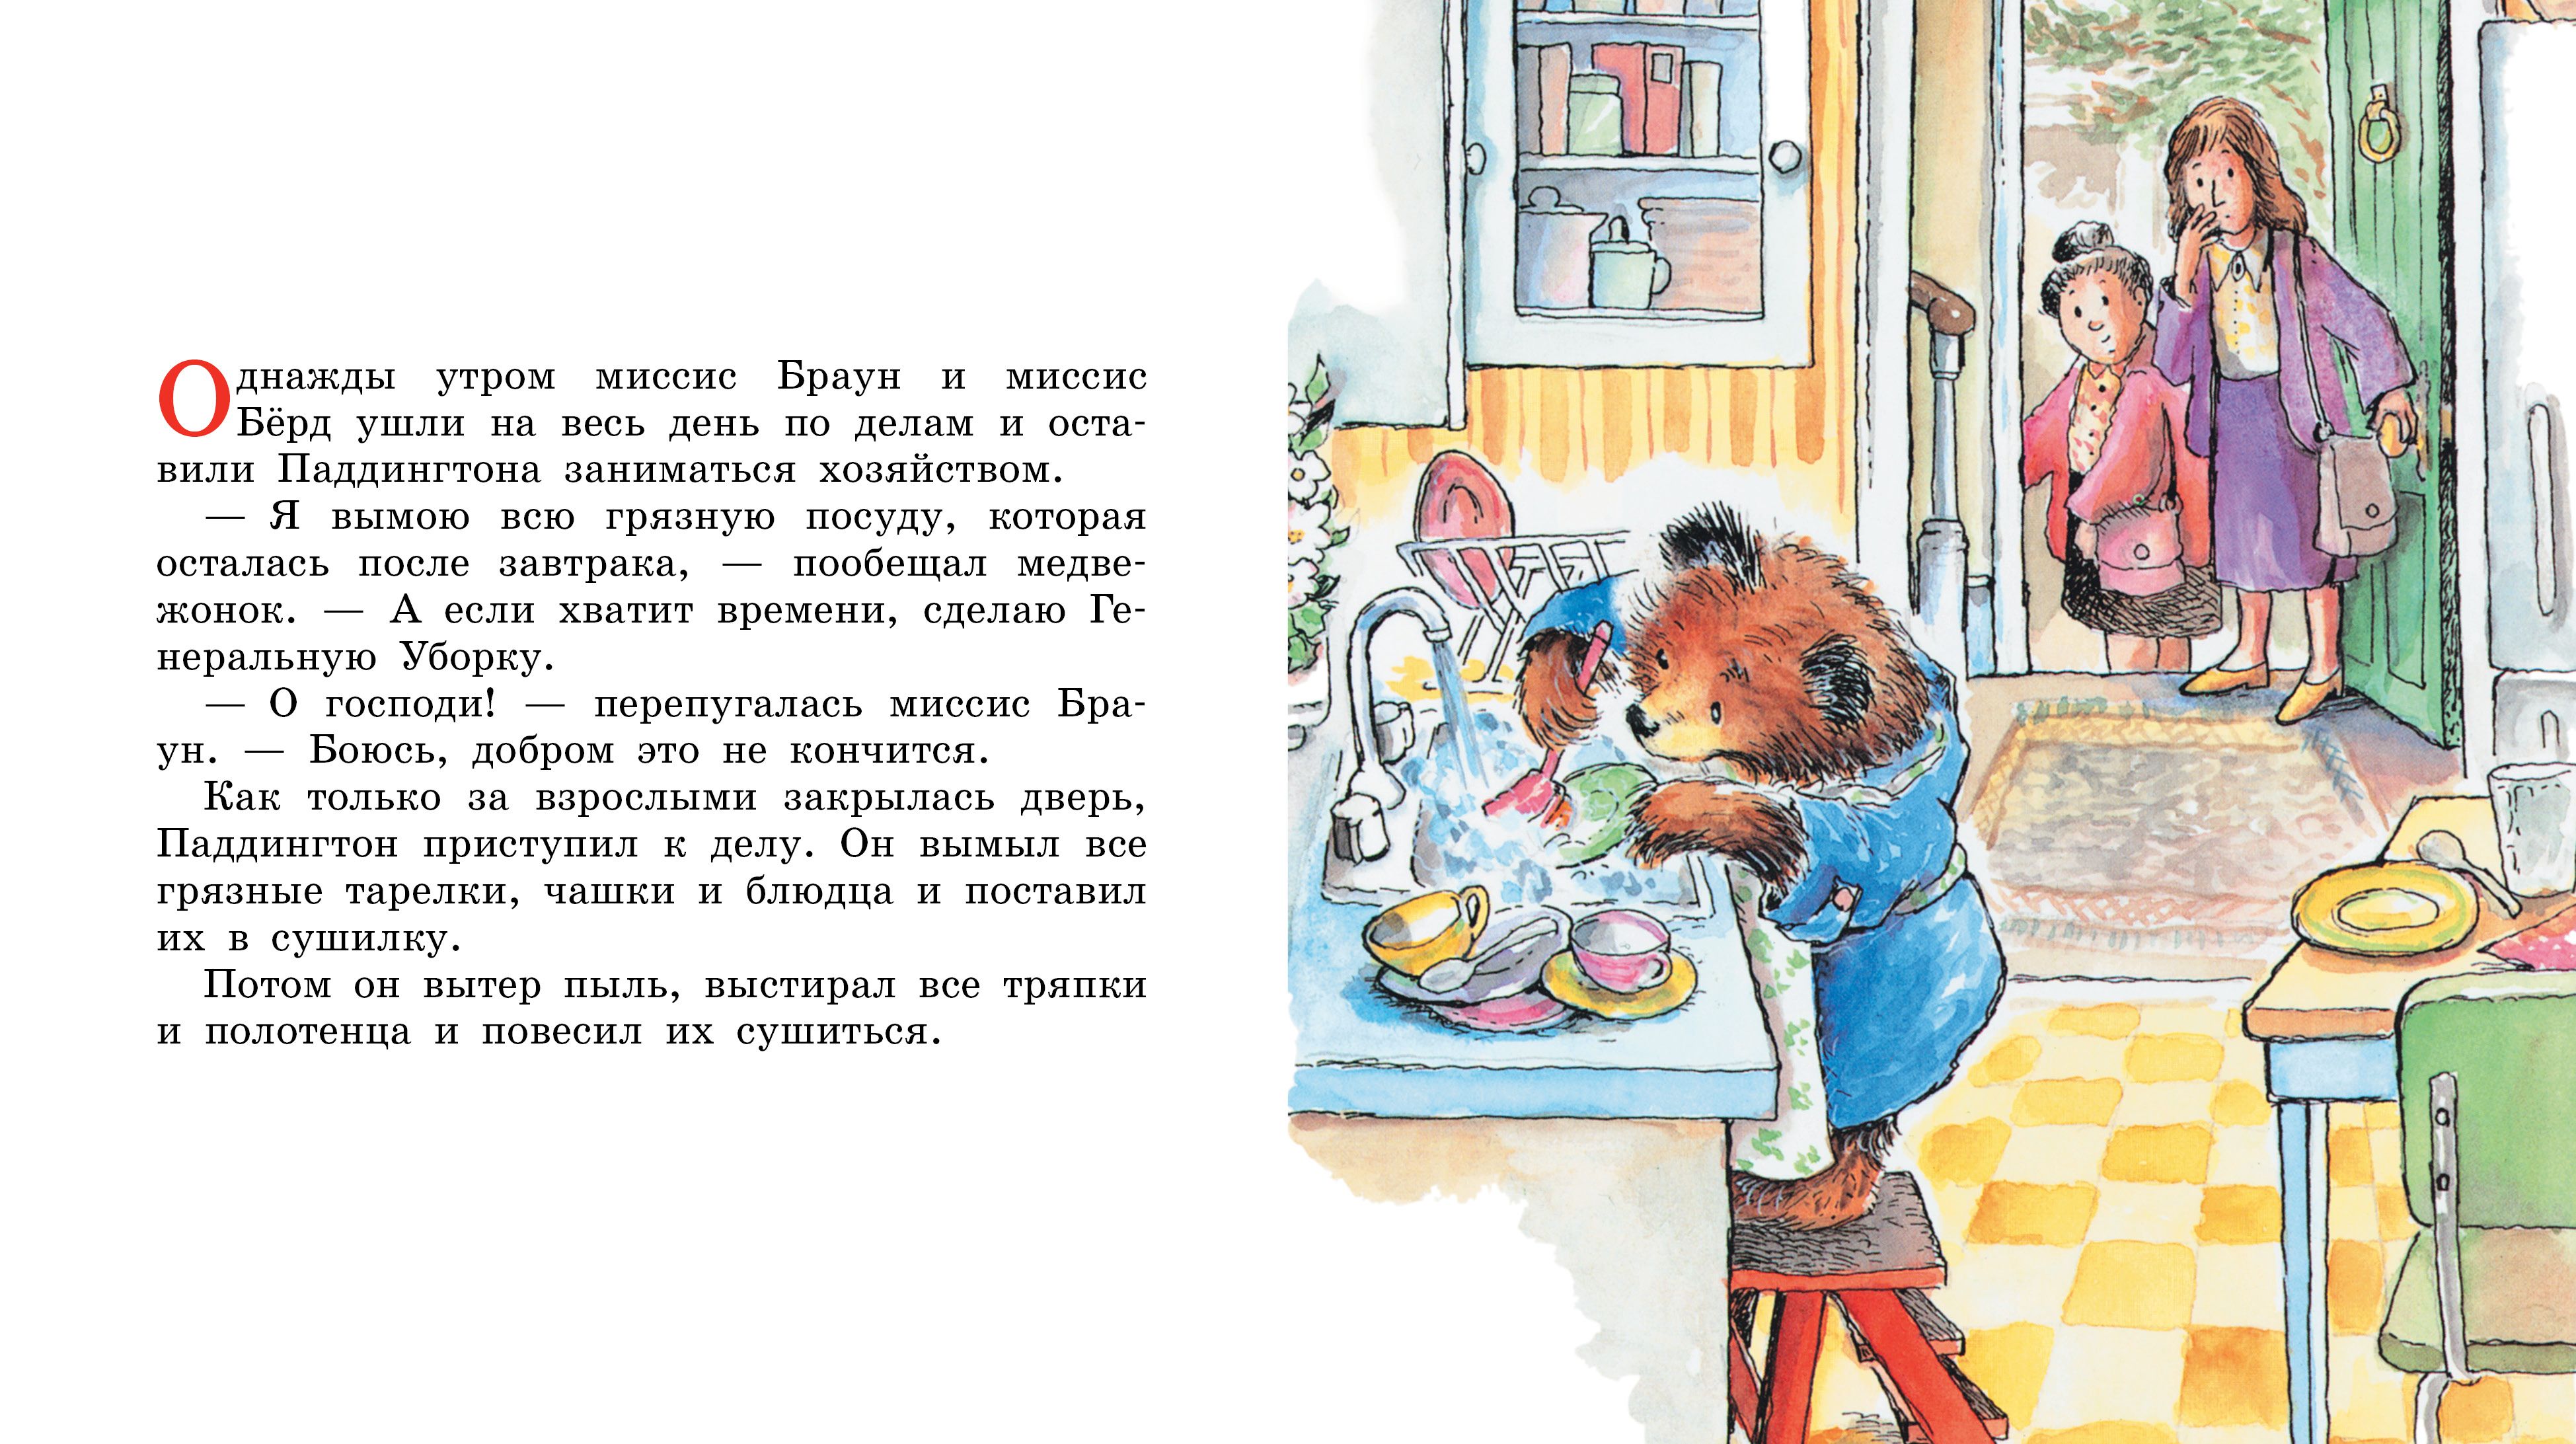 Однажды утром миссис Браун и миссис
Бёрд ушли на весь день по делам и оста-
вили Паддингтона заниматься хозяйством.
— Я вымою всю грязную посуду, которая
осталась после завтрака, — пообещал медве-
жонок. — А если хватит времени, сделаю Ге-
неральную Уборку.
— О господи! — перепугалась миссис Бра-
ун. — Боюсь, добром это не кончится.
Как только за взрослыми закрылась дверь,
Паддингтон приступил к делу. Он вымыл все
грязные тарелки, чашки и блюдца и поставил
их в сушилку.
Потом он вытер пыль, выстирал все тряпки
и полотенца и повесил их сушиться.